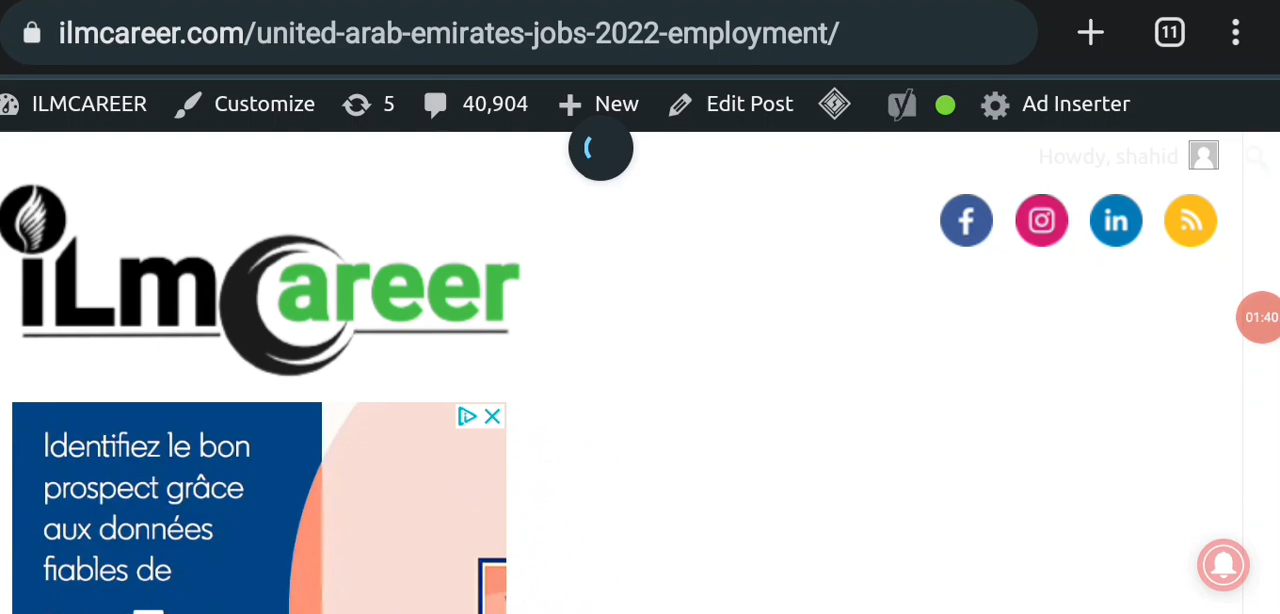 ilmcareer.com/united-arab-emirates-jobs-2022-employment/
11
ILMCAREER Customize 5 40,904 New Edit Post Ad Inserter
Howdy, shahid
iLmCareer
01:40
Identifiez le bon
prospect grâce
aux données
fiables de